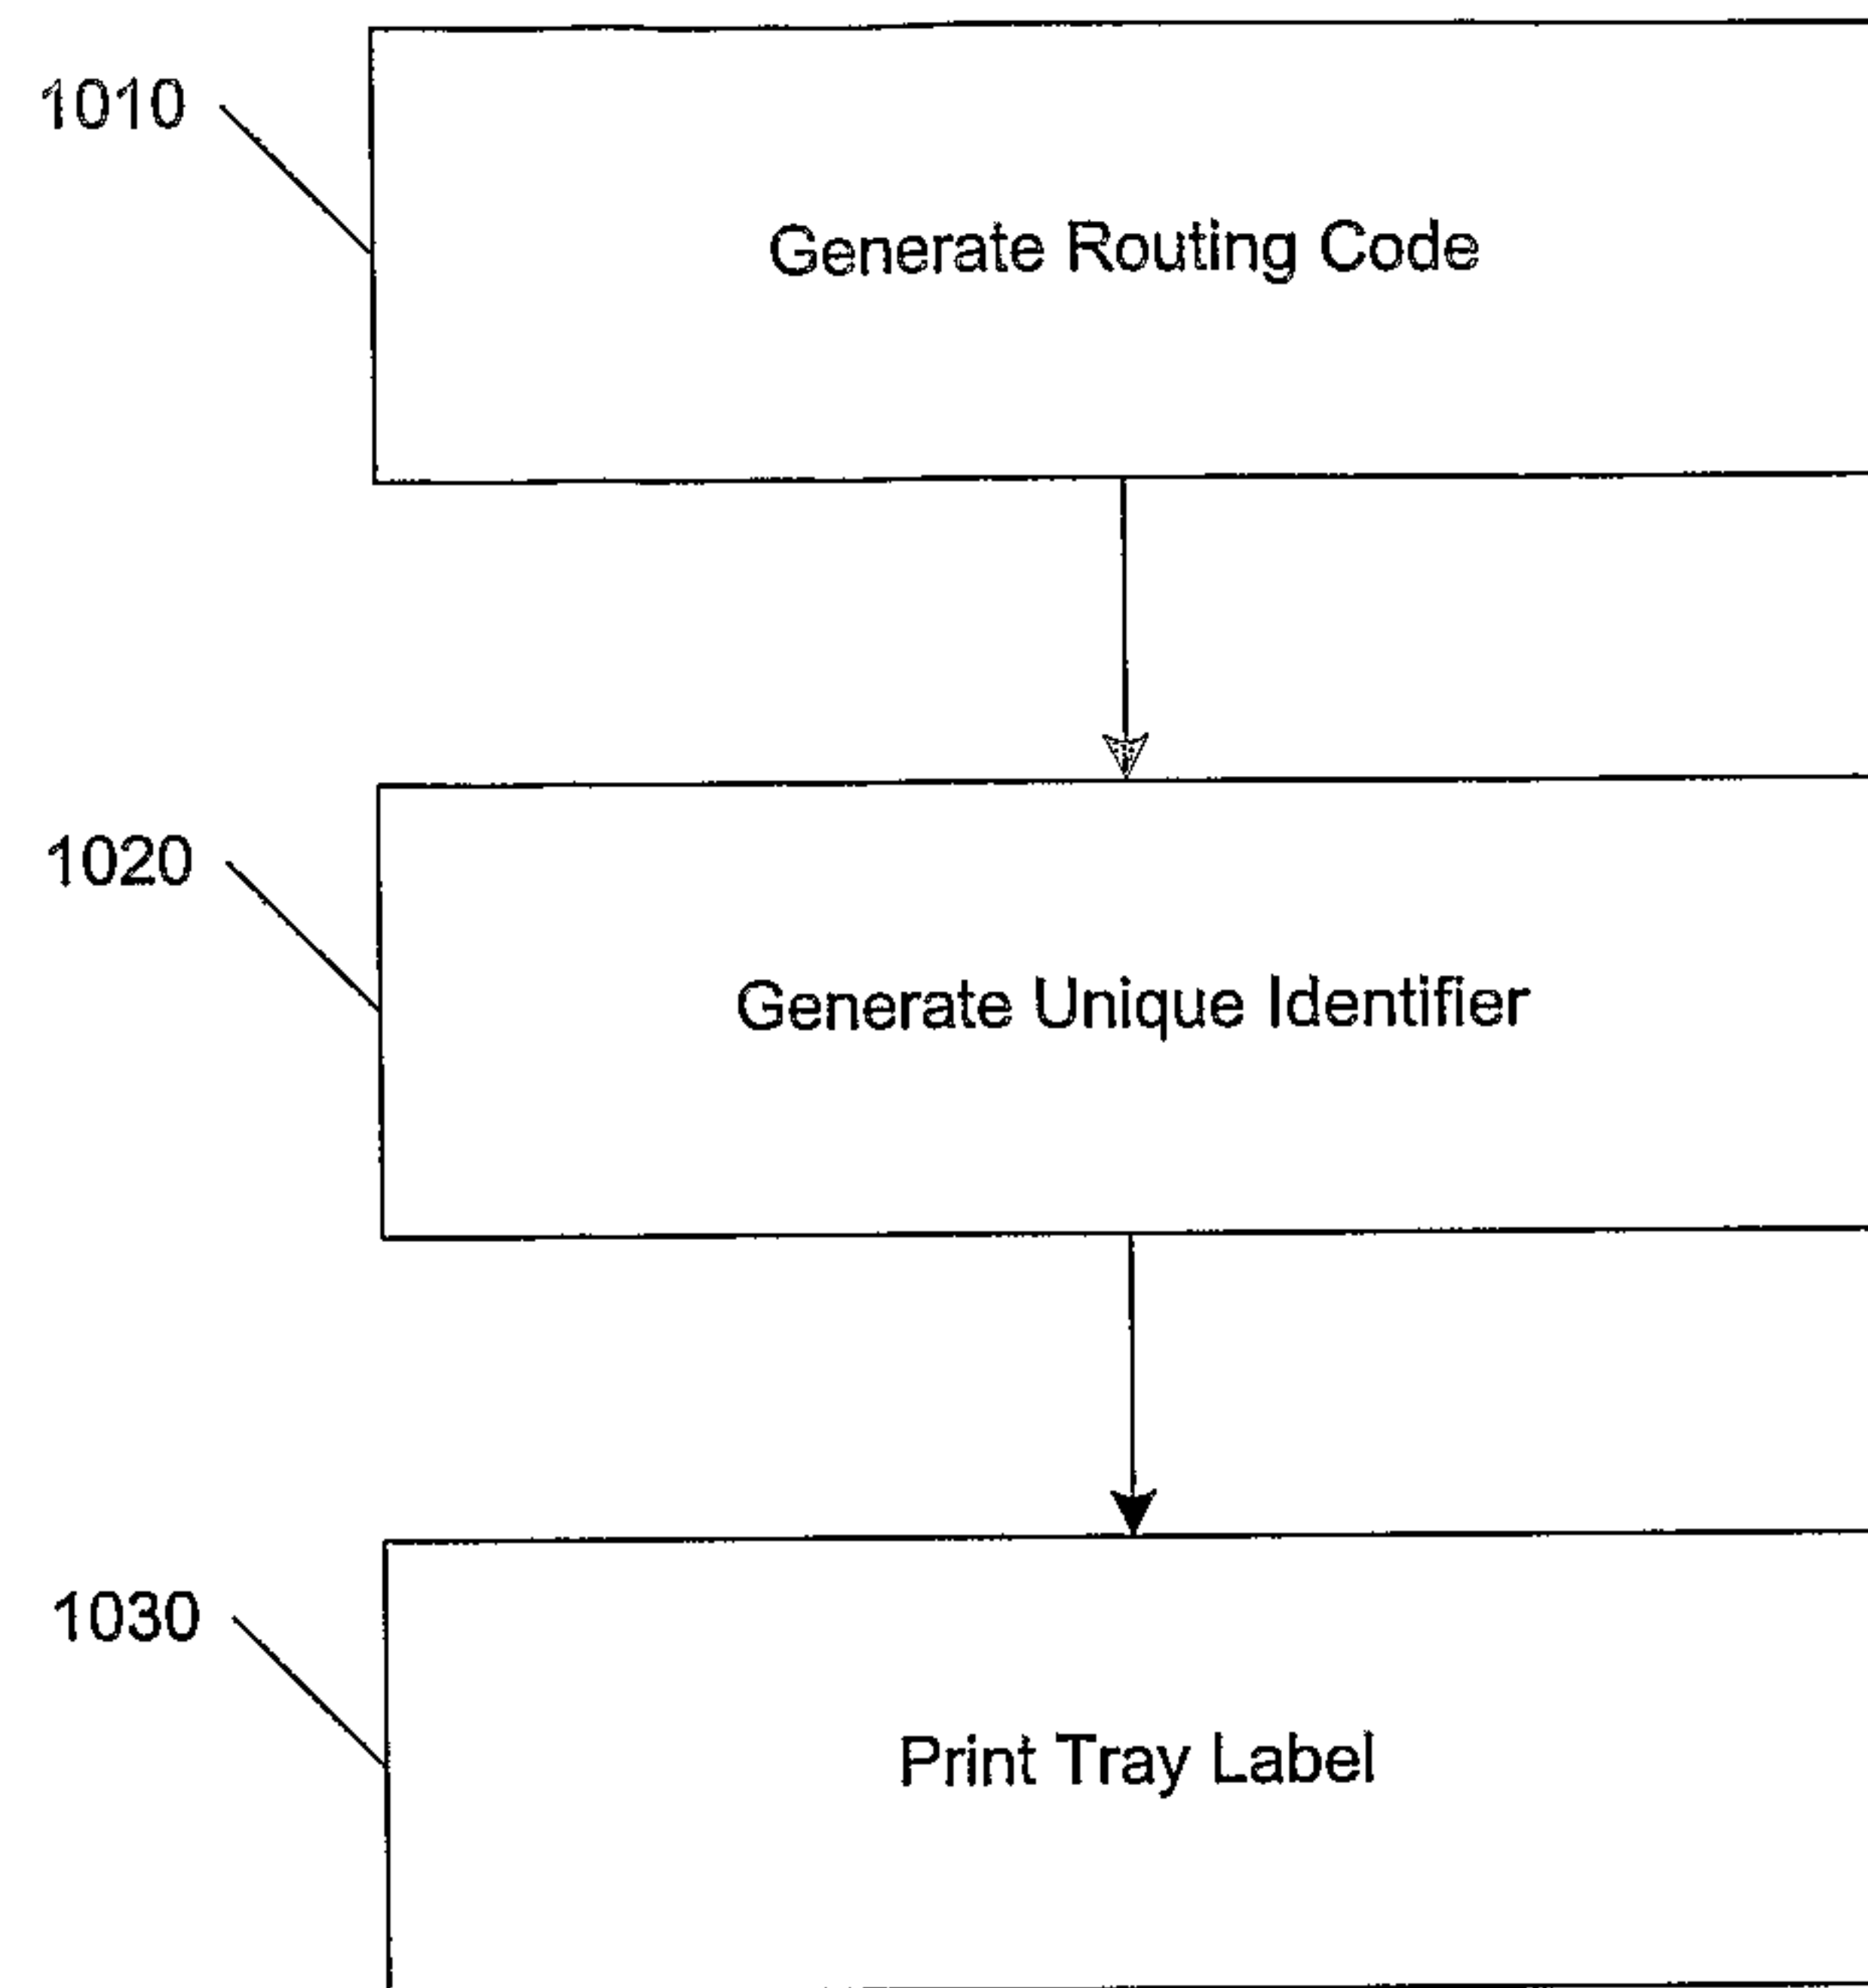 1010
Generate Routing Code
1020
Generate Unique Identifier
1030
Print Tray Label